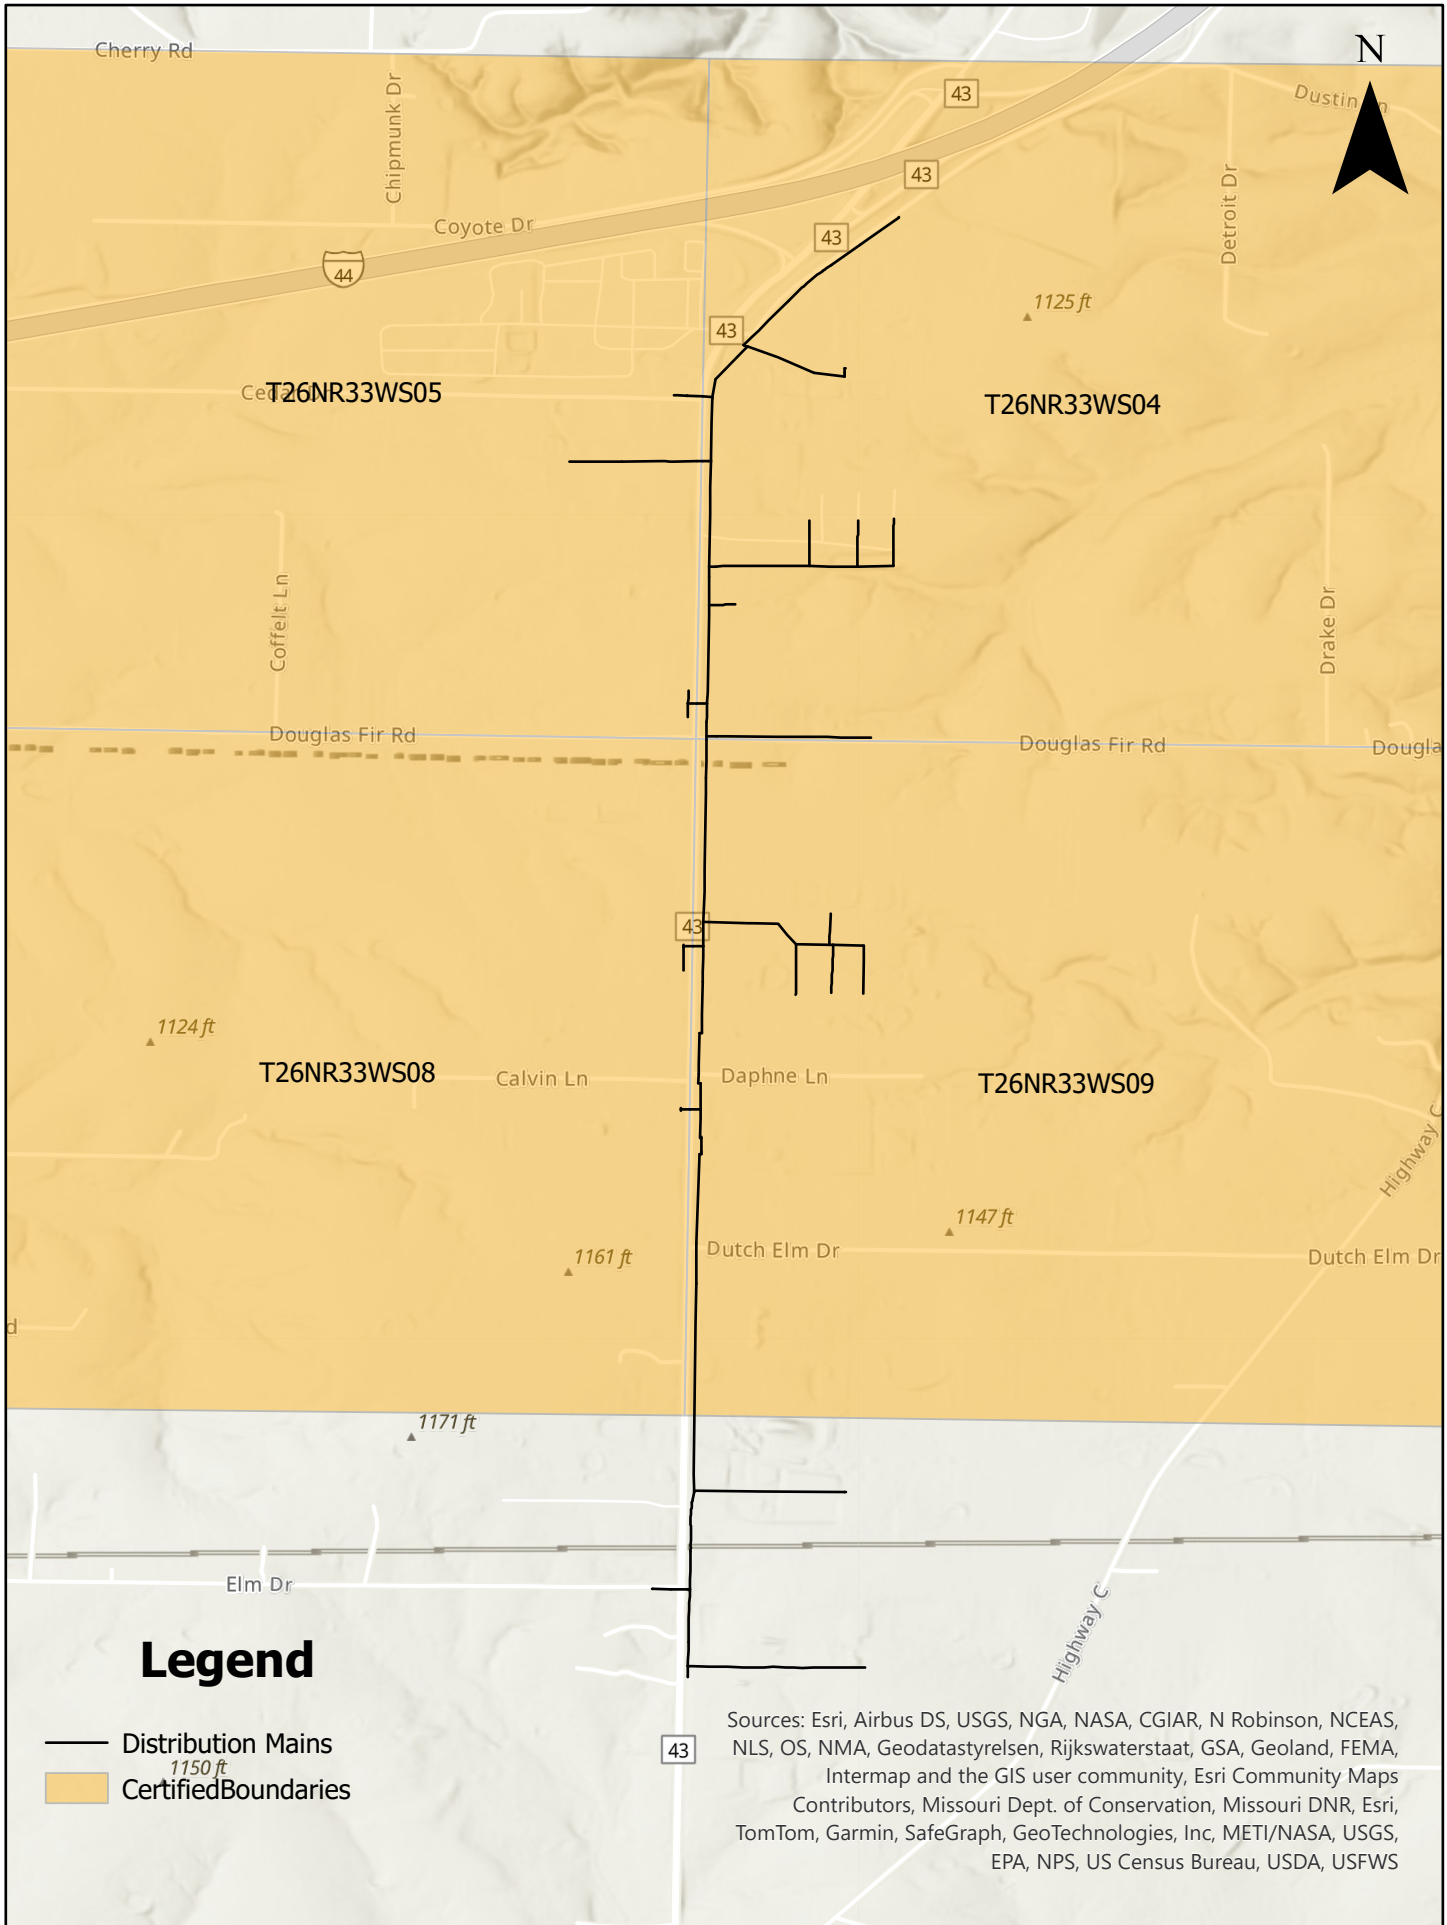 Cherry Rd
N
43
Dustin
Chipmunk Dr
43
Detroit Dr
Coyote Dr
43
44
1125 ft
43
Cedar D
T26NR33WS05
T26NR33WS04
Coffelt Ln
Drake Dr
Douglas Fir Rd
Douglas Fir Rd
Dougla
43
1124 ft
T26NR33WS08
Calvin Ln
Daphne Ln
T26NR33WS09
Highway C
1147 ft
1161 ft
Dutch Elm Dr
Dutch Elm Dr
d
1171 ft
Elm Dr
Highway C
Legend
Distribution Mains
1150 ft
CertifiedBoundaries
43
Sources: Esri, Airbus DS, USGS, NGA, NASA, CGIAR, N Robinson, NCEAS,
NLS, OS, NMA, Geodatastyrelsen, Rijkswaterstaat, GSA, Geoland, FEMA,
Intermap and the GIS user community, Esri Community Maps
Contributors, Missouri Dept. of Conservation, Missouri DNR, Esri,
TomTom, Garmin, SafeGraph, GeoTechnologies, Inc, METI/NASA, USGS,
EPA, NPS, US Census Bureau, USDA, USFWS